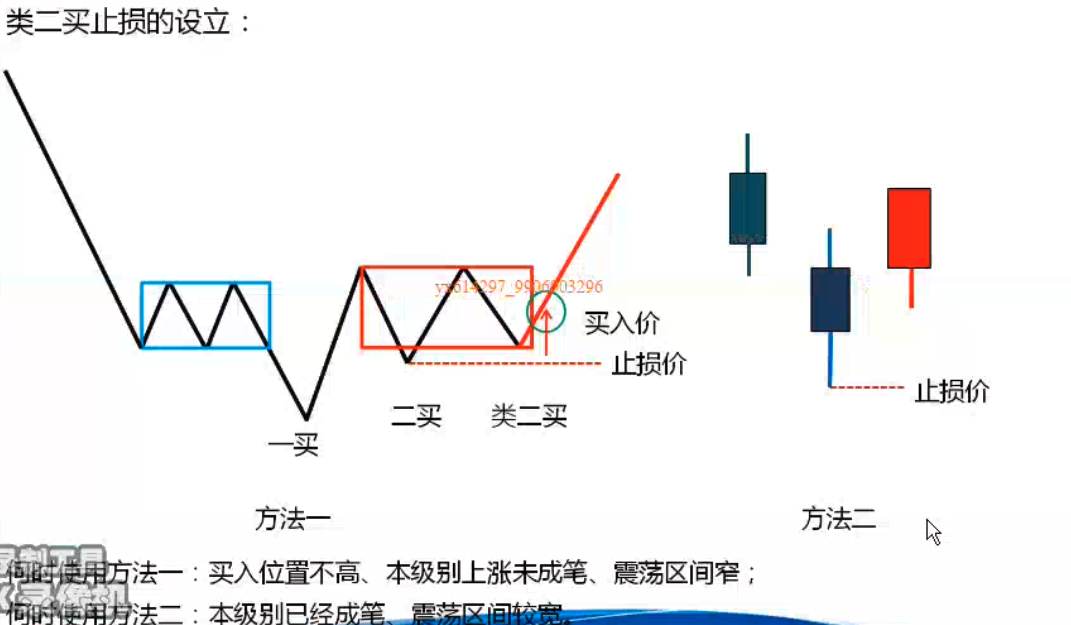 类二买止损的设立：
yx614297_9906903296
买入价
止损价
止损价
二买
类二买
一买
方法一
方法二
何时使用方法一：买入位置不高、本级别上涨未成笔、震荡区间窄；
何时使用方法二：本级别已经成笔、震荡区间较宽。